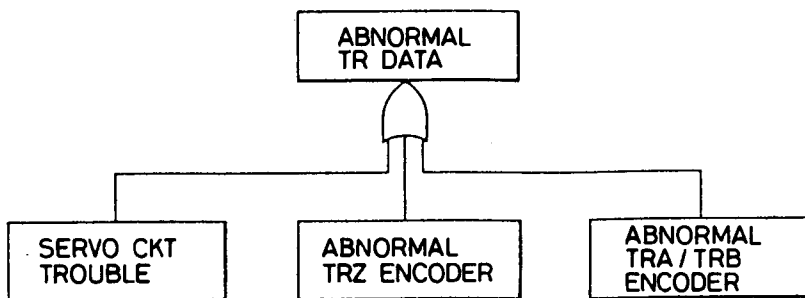 ABNORMAL
TR DATA
SERVO CKT
TROUBLE
ABNORMAL
TRZ ENCODER
ABNORMAL
TRA / TRB
ENCODER